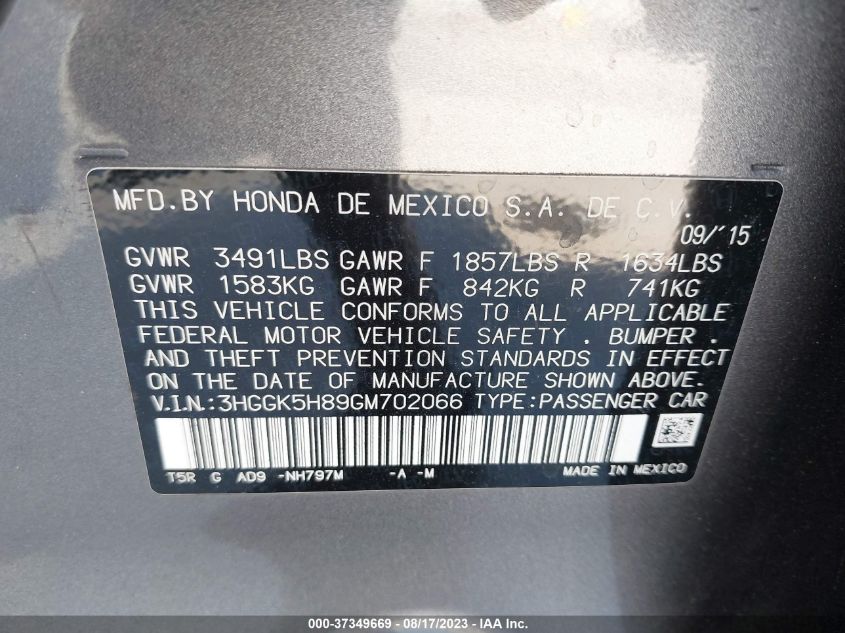 MFD.BY HONDA DE MEXICO S.A. DE C.V.
09/'15
GVWR 3491LBS GAWR F 1857LBS R 1634LBS
GVWR 1583KG GAWR F 842KG R 741KG
THIS VEHICLE CONFORMS TO ALL APPLICABLE
FEDERAL MOTOR VEHICLE SAFETY . BUMPER .
AND THEFT PREVENTION STANDARDS IN EFFECT
ON THE DATE OF MANUFACTURE SHOWN ABOVE.
V.I.N.:3HGGK5H89GM702066 TYPE:PASSENGER CAR
T5R G AD9 -NH797M -A -M MADE IN MEXICO
000-37349669 - 08/17/2023 - IAA Inc.